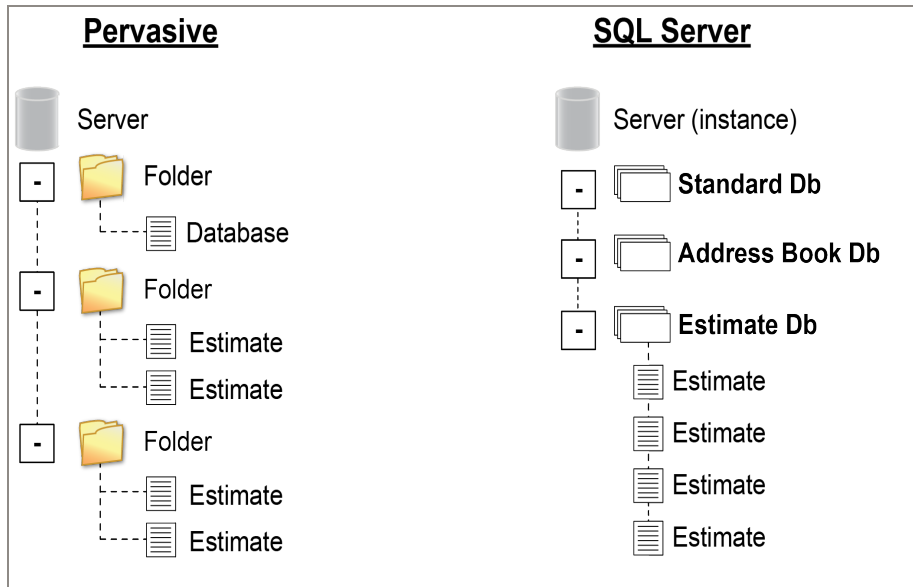 Pervasive
Server
-
Folder
Database
-
Folder
Estimate
Estimate
-
Folder
Estimate
Estimate
SQL Server
Server (instance)
-
Standard Db
-
Address Book Db
-
Estimate Db
Estimate
Estimate
Estimate
Estimate